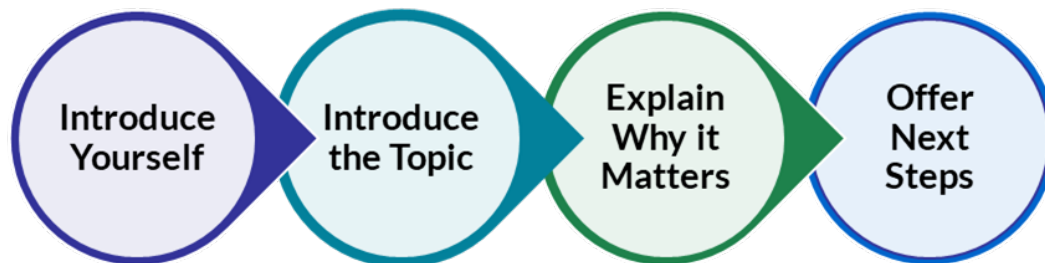 Introduce
Yourself
Introduce
the Topic
Explain
Why it
Matters
Offer
Next
Steps